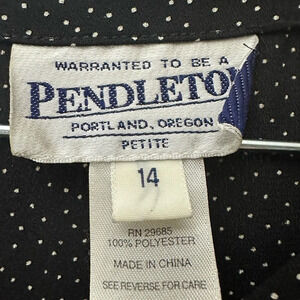 WARRANTED TO BE A
PENDLETON
PORTLAND, OREGON
PETITE
14
RN 29685
100% POLYESTER
MADE IN CHINA
SEE REVERSE FOR CARE